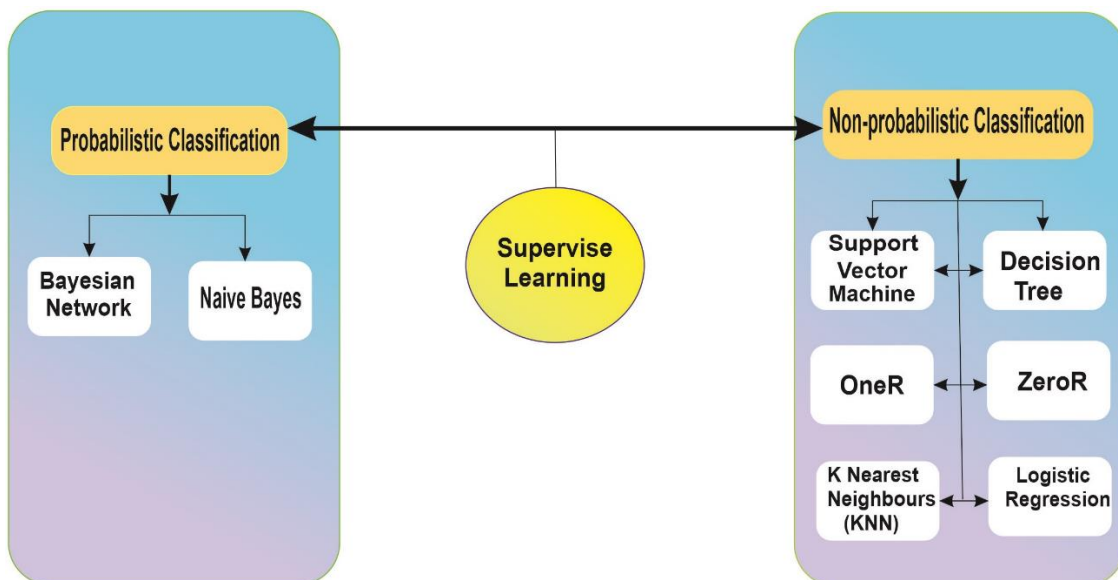 Probabilistic Classification
Bayesian
Network
Naive Bayes
Supervise
Learning
Non-probabilistic Classification
Support
Vector
Machine
Decision
Tree
OneR
ZeroR
K Nearest
Neighbours
(KNN)
Logistic
Regression